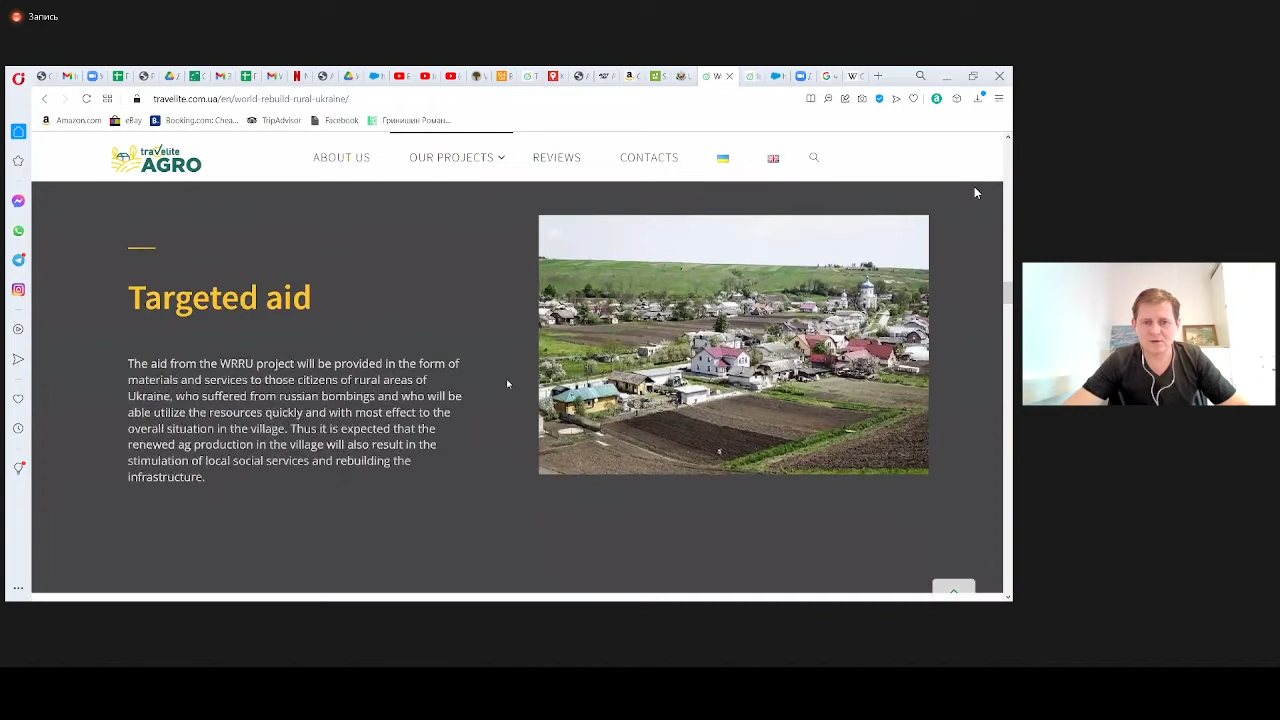 Запись
travelite.com.ua/en/world-rebuild-rural-ukraine/
Amazon.com eBay Booking.com: Chea... TripAdvisor Facebook Гринишин Роман...
travelite
AGRO
ABOUT US OUR PROJECTS REVIEWS CONTACTS
Targeted aid
The aid from the WRRU project will be provided in the form of
materials and services to those citizens of rural areas of
Ukraine, who suffered from russian bombings and who will be
able utilize the resources quickly and with most effect to the
overall situation in the village. Thus it is expected that the
renewed ag production in the village will also result in the
stimulation of local social services and rebuilding the
infrastructure.